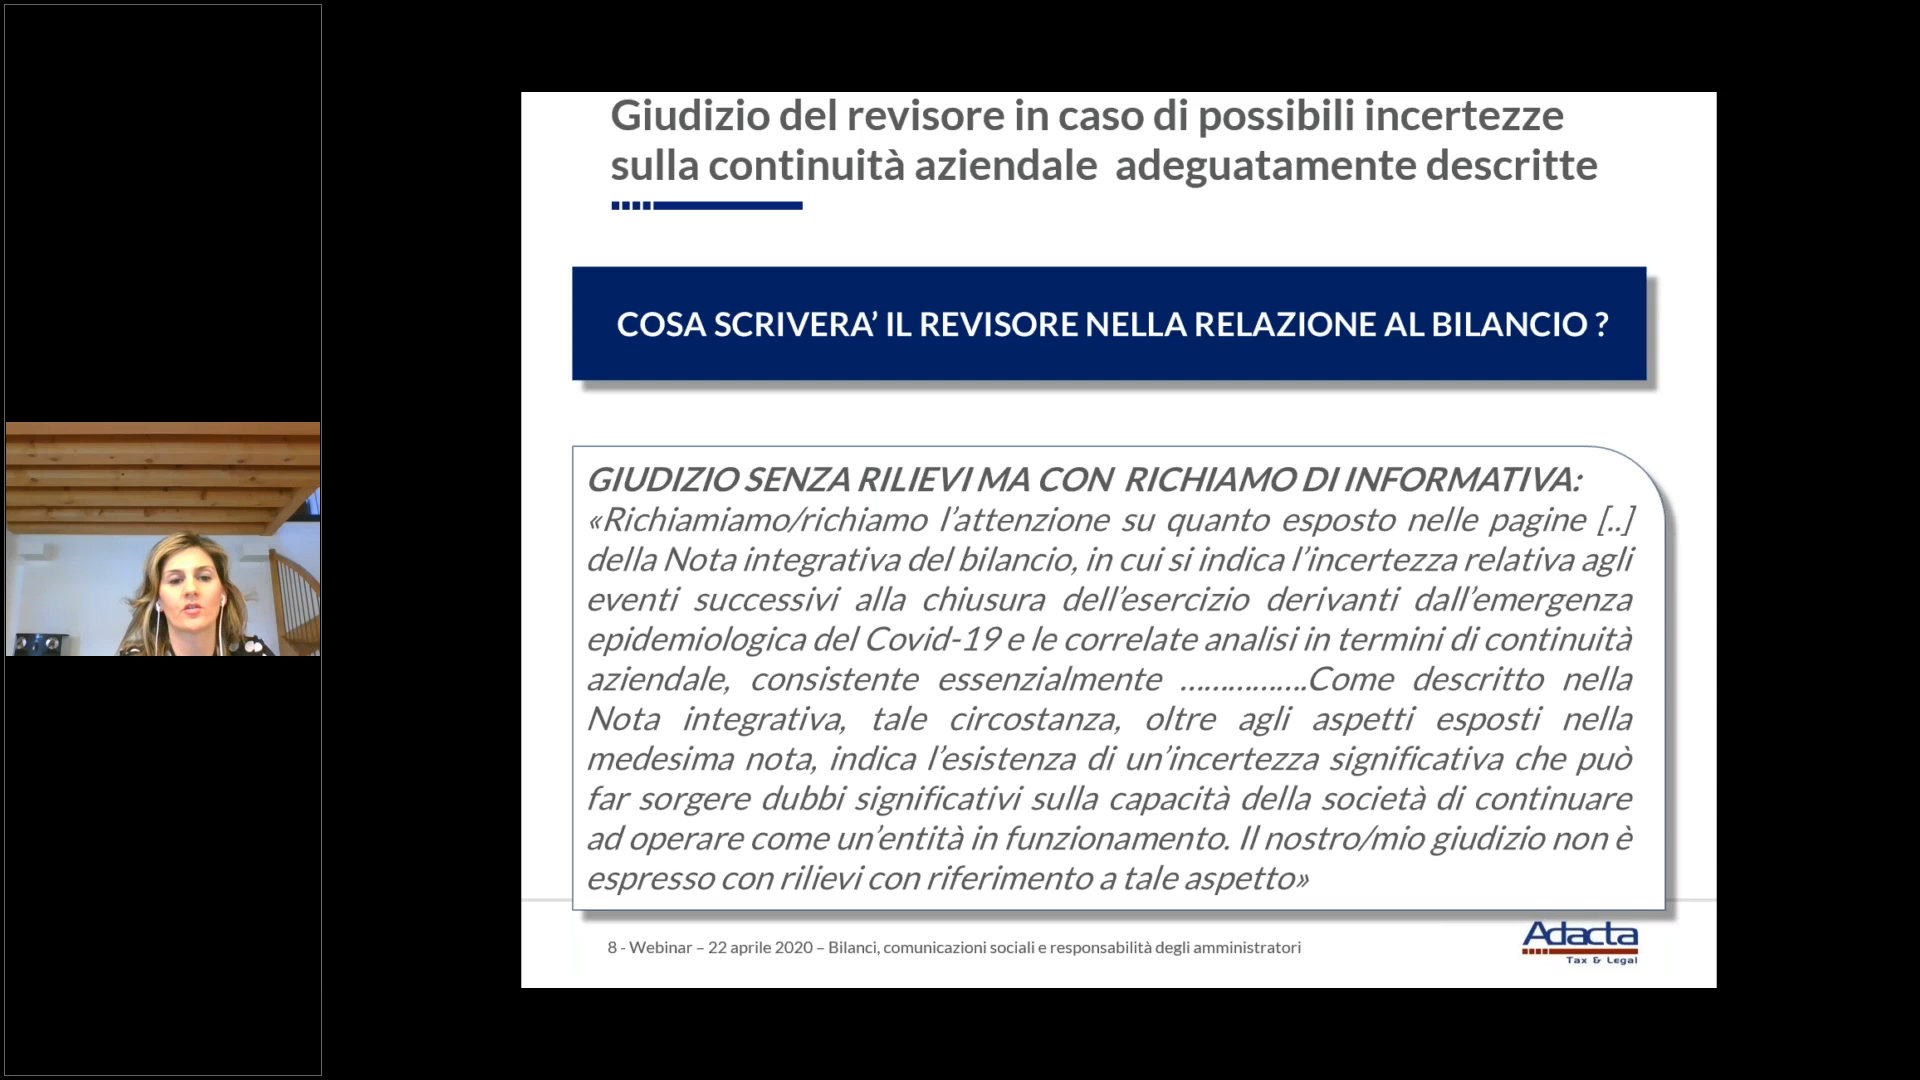 Giudizio del revisore in caso di possibili incertezze
sulla continuità aziendale  adeguatamente descritte
COSA SCRIVERA’ IL REVISORE NELLA RELAZIONE AL BILANCIO ?
GIUDIZIO SENZA RILIEVI MA CON  RICHIAMO DI INFORMATIVA:
«Richiamiamo/richiamo l’attenzione su quanto esposto nelle pagine [..]
della Nota integrativa del bilancio, in cui si indica l’incertezza relativa agli
eventi successivi alla chiusura dell’esercizio derivanti dall’emergenza
epidemiologica del Covid-19 e le correlate analisi in termini di continuità
aziendale, consistente essenzialmente …………….Come descritto nella
Nota integrativa, tale circostanza, oltre agli aspetti esposti nella
medesima nota, indica l’esistenza di un’incertezza significativa che può
far sorgere dubbi significativi sulla capacità della società di continuare
ad operare come un’entità in funzionamento. Il nostro/mio giudizio non è
espresso con rilievi con riferimento a tale aspetto»
8 - Webinar – 22 aprile 2020 – Bilanci, comunicazioni sociali e responsabilità degli amministratori
Adacta
Tax & Legal